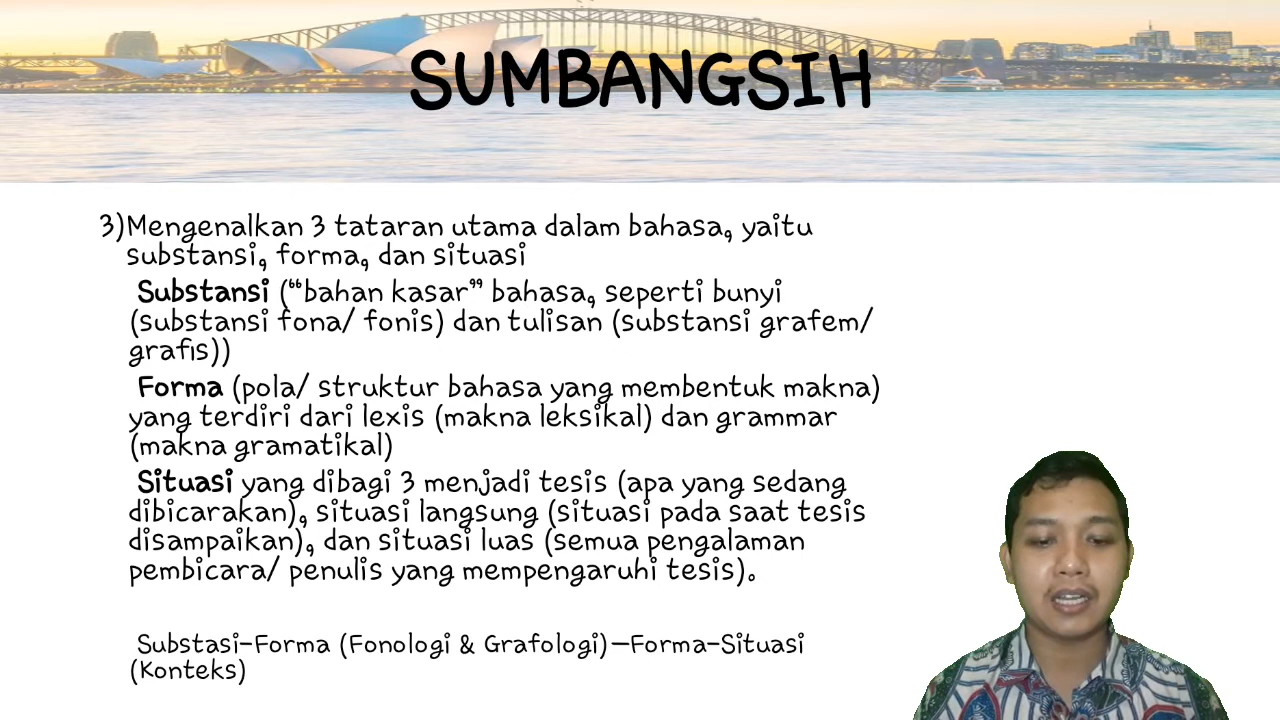 SUMBANGSIH
3)Mengenalkan 3 tataran utama dalam bahasa, yaitu
substansi, forma, dan situasi
Substansi (“bahan kasar” bahasa, seperti bunyi
(substansi fona/ fonis) dan tulisan (substansi grafem/
grafis))
Forma (pola/ struktur bahasa yang membentuk makna)
yang terdiri dari lexis (makna leksikal) dan grammar
(makna gramatikal)
Situasi yang dibagi 3 menjadi tesis (apa yang sedang
dibicarakan), situasi langsung (situasi pada saat tesis
disampaikan), dan situasi luas (semua pengalaman
pembicara/ penulis yang mempengaruhi tesis).
Substasi-Forma (Fonologi & Grafologi)—Forma-Situasi
(Konteks)